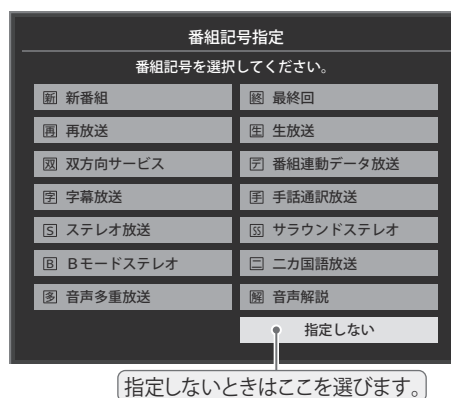 番組記号指定
番組記号を選択してください。
新 新番組
終 最終回
再 再放送
生 生放送
双 双方向サービス
デ 番組連動データ放送
字 字幕放送
手 手話通訳放送
S ステレオ放送
SS サラウンドステレオ
B Bモードステレオ
二 二カ国語放送
多 音声多重放送
解 音声解説
指定しない
指定しないときはここを選びます。